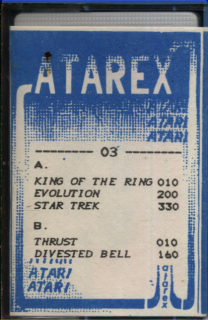 ATAREX
ATARI
ATARI
ATARI
03
A.
KING OF THE RING 010
EVOLUTION 200
STAR TREK 330
B.
THRUST 010
DIVESTED BELL 160
ATARI
ATARI
atarex